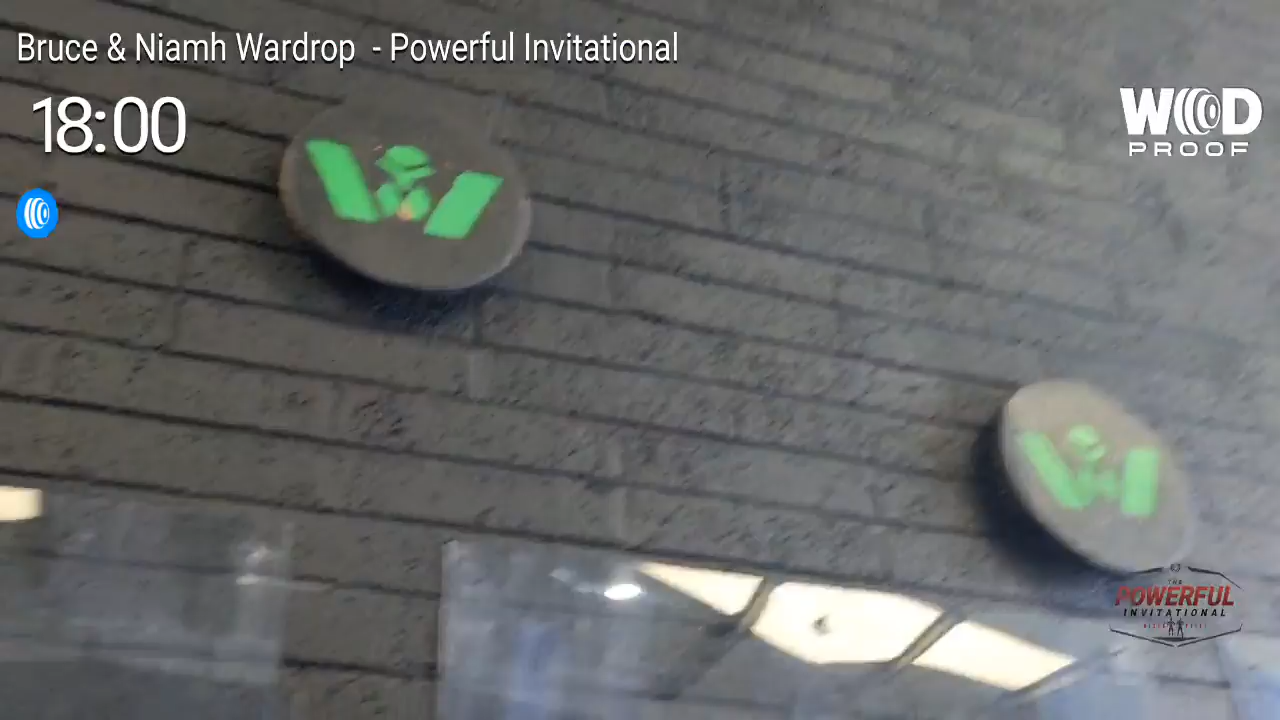 Bruce & Niamh Wardrop - Powerful Invitational
18:00
WOD
PROOF
THE
POWERFUL
INVITATIONAL